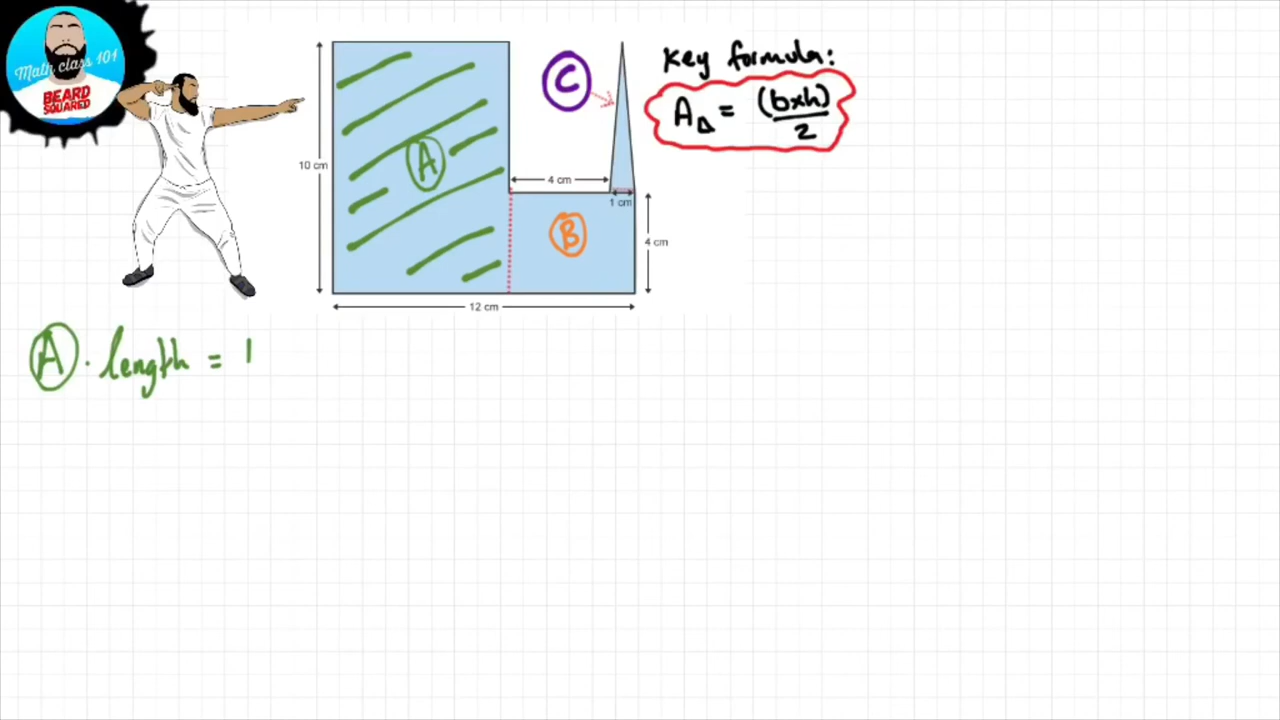 Math class 101
BEARD
SQUARED
C
Key formula:
A△ = (b×h)/2
A
10 cm
4 cm
1 cm
B
4 cm
12 cm
A · length = 1